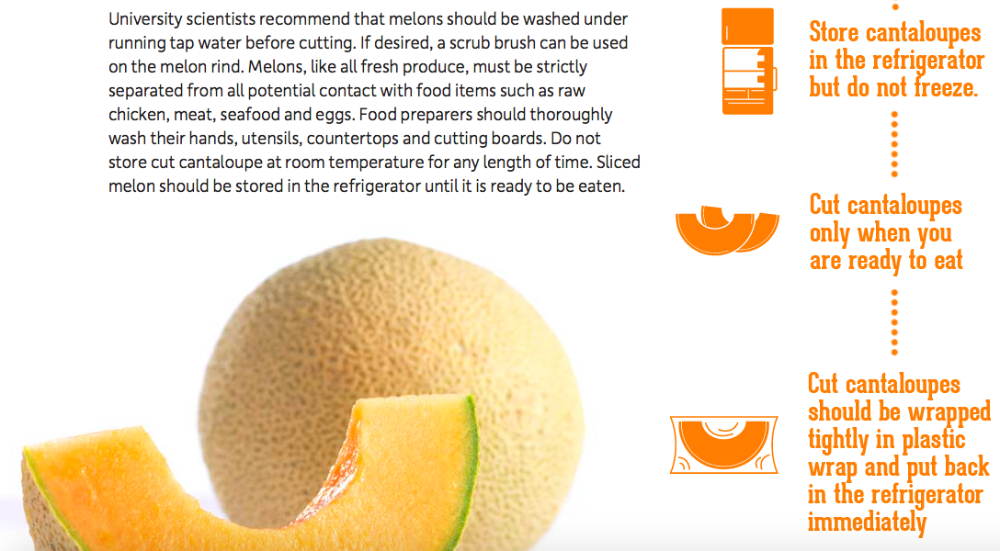 University scientists recommend that melons should be washed under
running tap water before cutting. If desired, a scrub brush can be used
on the melon rind. Melons, like all fresh produce, must be strictly
separated from all potential contact with food items such as raw
chicken, meat, seafood and eggs. Food preparers should thoroughly
wash their hands, utensils, countertops and cutting boards. Do not
store cut cantaloupe at room temperature for any length of time. Sliced
melon should be stored in the refrigerator until it is ready to be eaten.
Store cantaloupes
in the refrigerator
but do not freeze.
Cut cantaloupes
only when you
are ready to eat
Cut cantaloupes
should be wrapped
tightly in plastic
wrap and put back
in the refrigerator
immediately